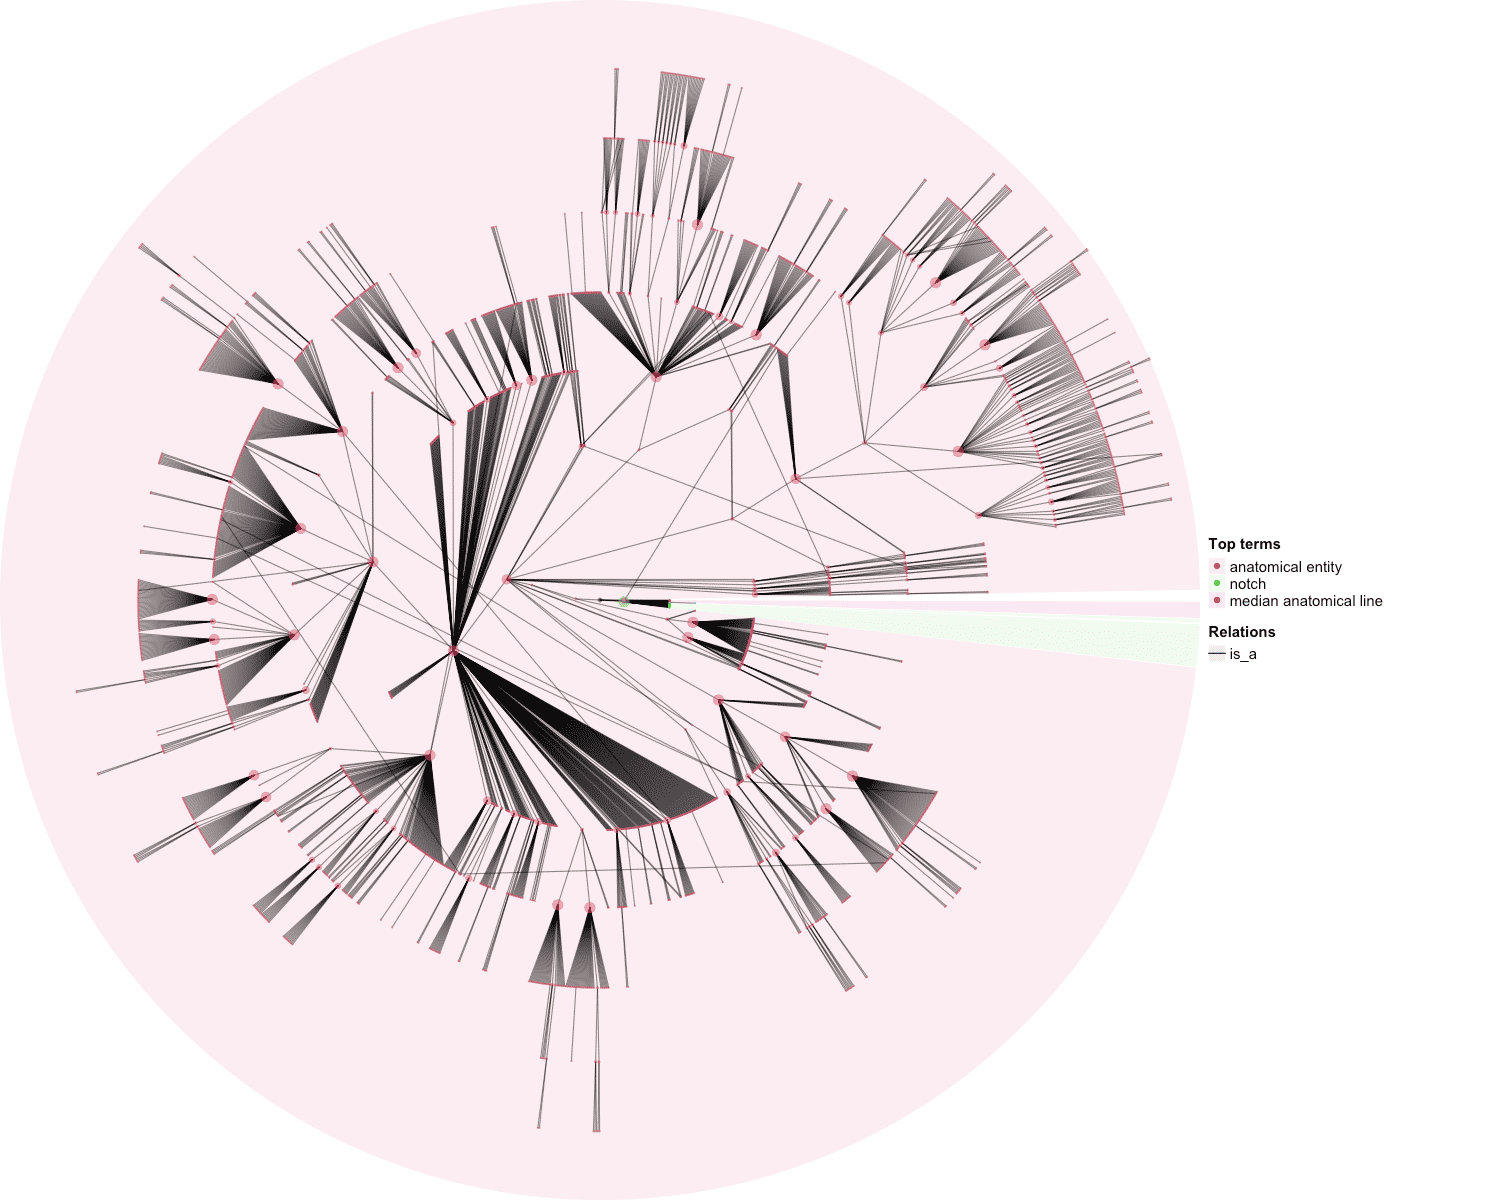 Top terms
anatomical entity
notch
median anatomical line
Relations
is_a